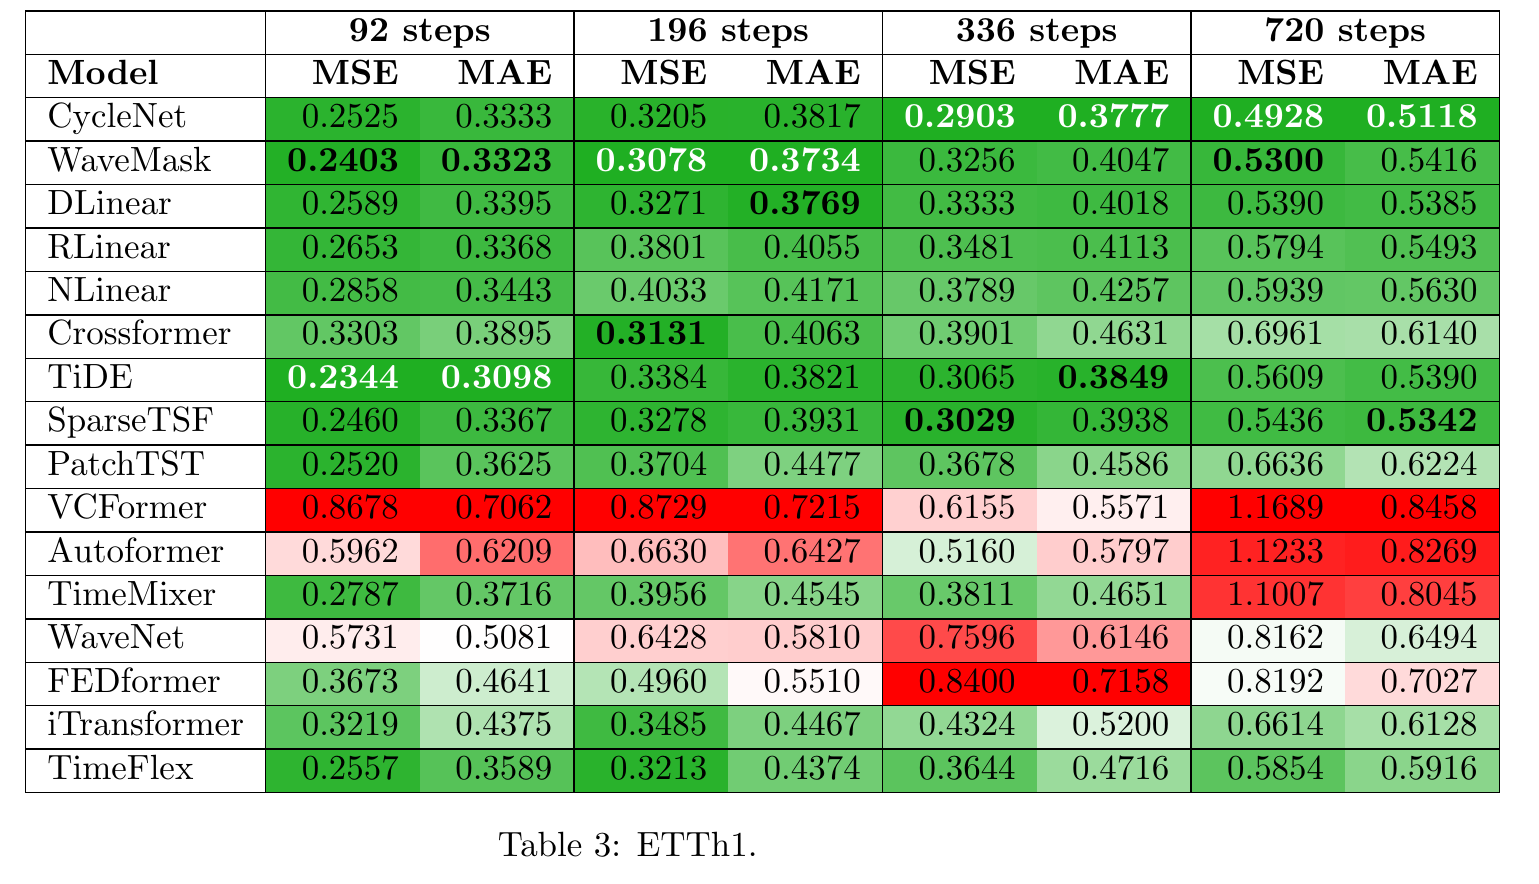 92 steps 196 steps 336 steps 720 steps
Model MSE MAE MSE MAE MSE MAE MSE MAE
CycleNet 0.2525 0.3333 0.3205 0.3817 0.2903 0.3777 0.4928 0.5118
WaveMask 0.2403 0.3323 0.3078 0.3734 0.3256 0.4047 0.5300 0.5416
DLinear 0.2589 0.3395 0.3271 0.3769 0.3333 0.4018 0.5390 0.5385
RLinear 0.2653 0.3368 0.3801 0.4055 0.3481 0.4113 0.5794 0.5493
NLinear 0.2858 0.3443 0.4033 0.4171 0.3789 0.4257 0.5939 0.5630
Crossformer 0.3303 0.3895 0.3131 0.4063 0.3901 0.4631 0.6961 0.6140
TiDE 0.2344 0.3098 0.3384 0.3821 0.3065 0.3849 0.5609 0.5390
SparseTSF 0.2460 0.3367 0.3278 0.3931 0.3029 0.3938 0.5436 0.5342
PatchTST 0.2520 0.3625 0.3704 0.4477 0.3678 0.4586 0.6636 0.6224
VCFormer 0.8678 0.7062 0.8729 0.7215 0.6155 0.5571 1.1689 0.8458
Autoformer 0.5962 0.6209 0.6630 0.6427 0.5160 0.5797 1.1233 0.8269
TimeMixer 0.2787 0.3716 0.3956 0.4545 0.3811 0.4651 1.1007 0.8045
WaveNet 0.5731 0.5081 0.6428 0.5810 0.7596 0.6146 0.8162 0.6494
FEDformer 0.3673 0.4641 0.4960 0.5510 0.8400 0.7158 0.8192 0.7027
iTransformer 0.3219 0.4375 0.3485 0.4467 0.4324 0.5200 0.6614 0.6128
TimeFlex 0.2557 0.3589 0.3213 0.4374 0.3644 0.4716 0.5854 0.5916
Table 3: ETTh1.